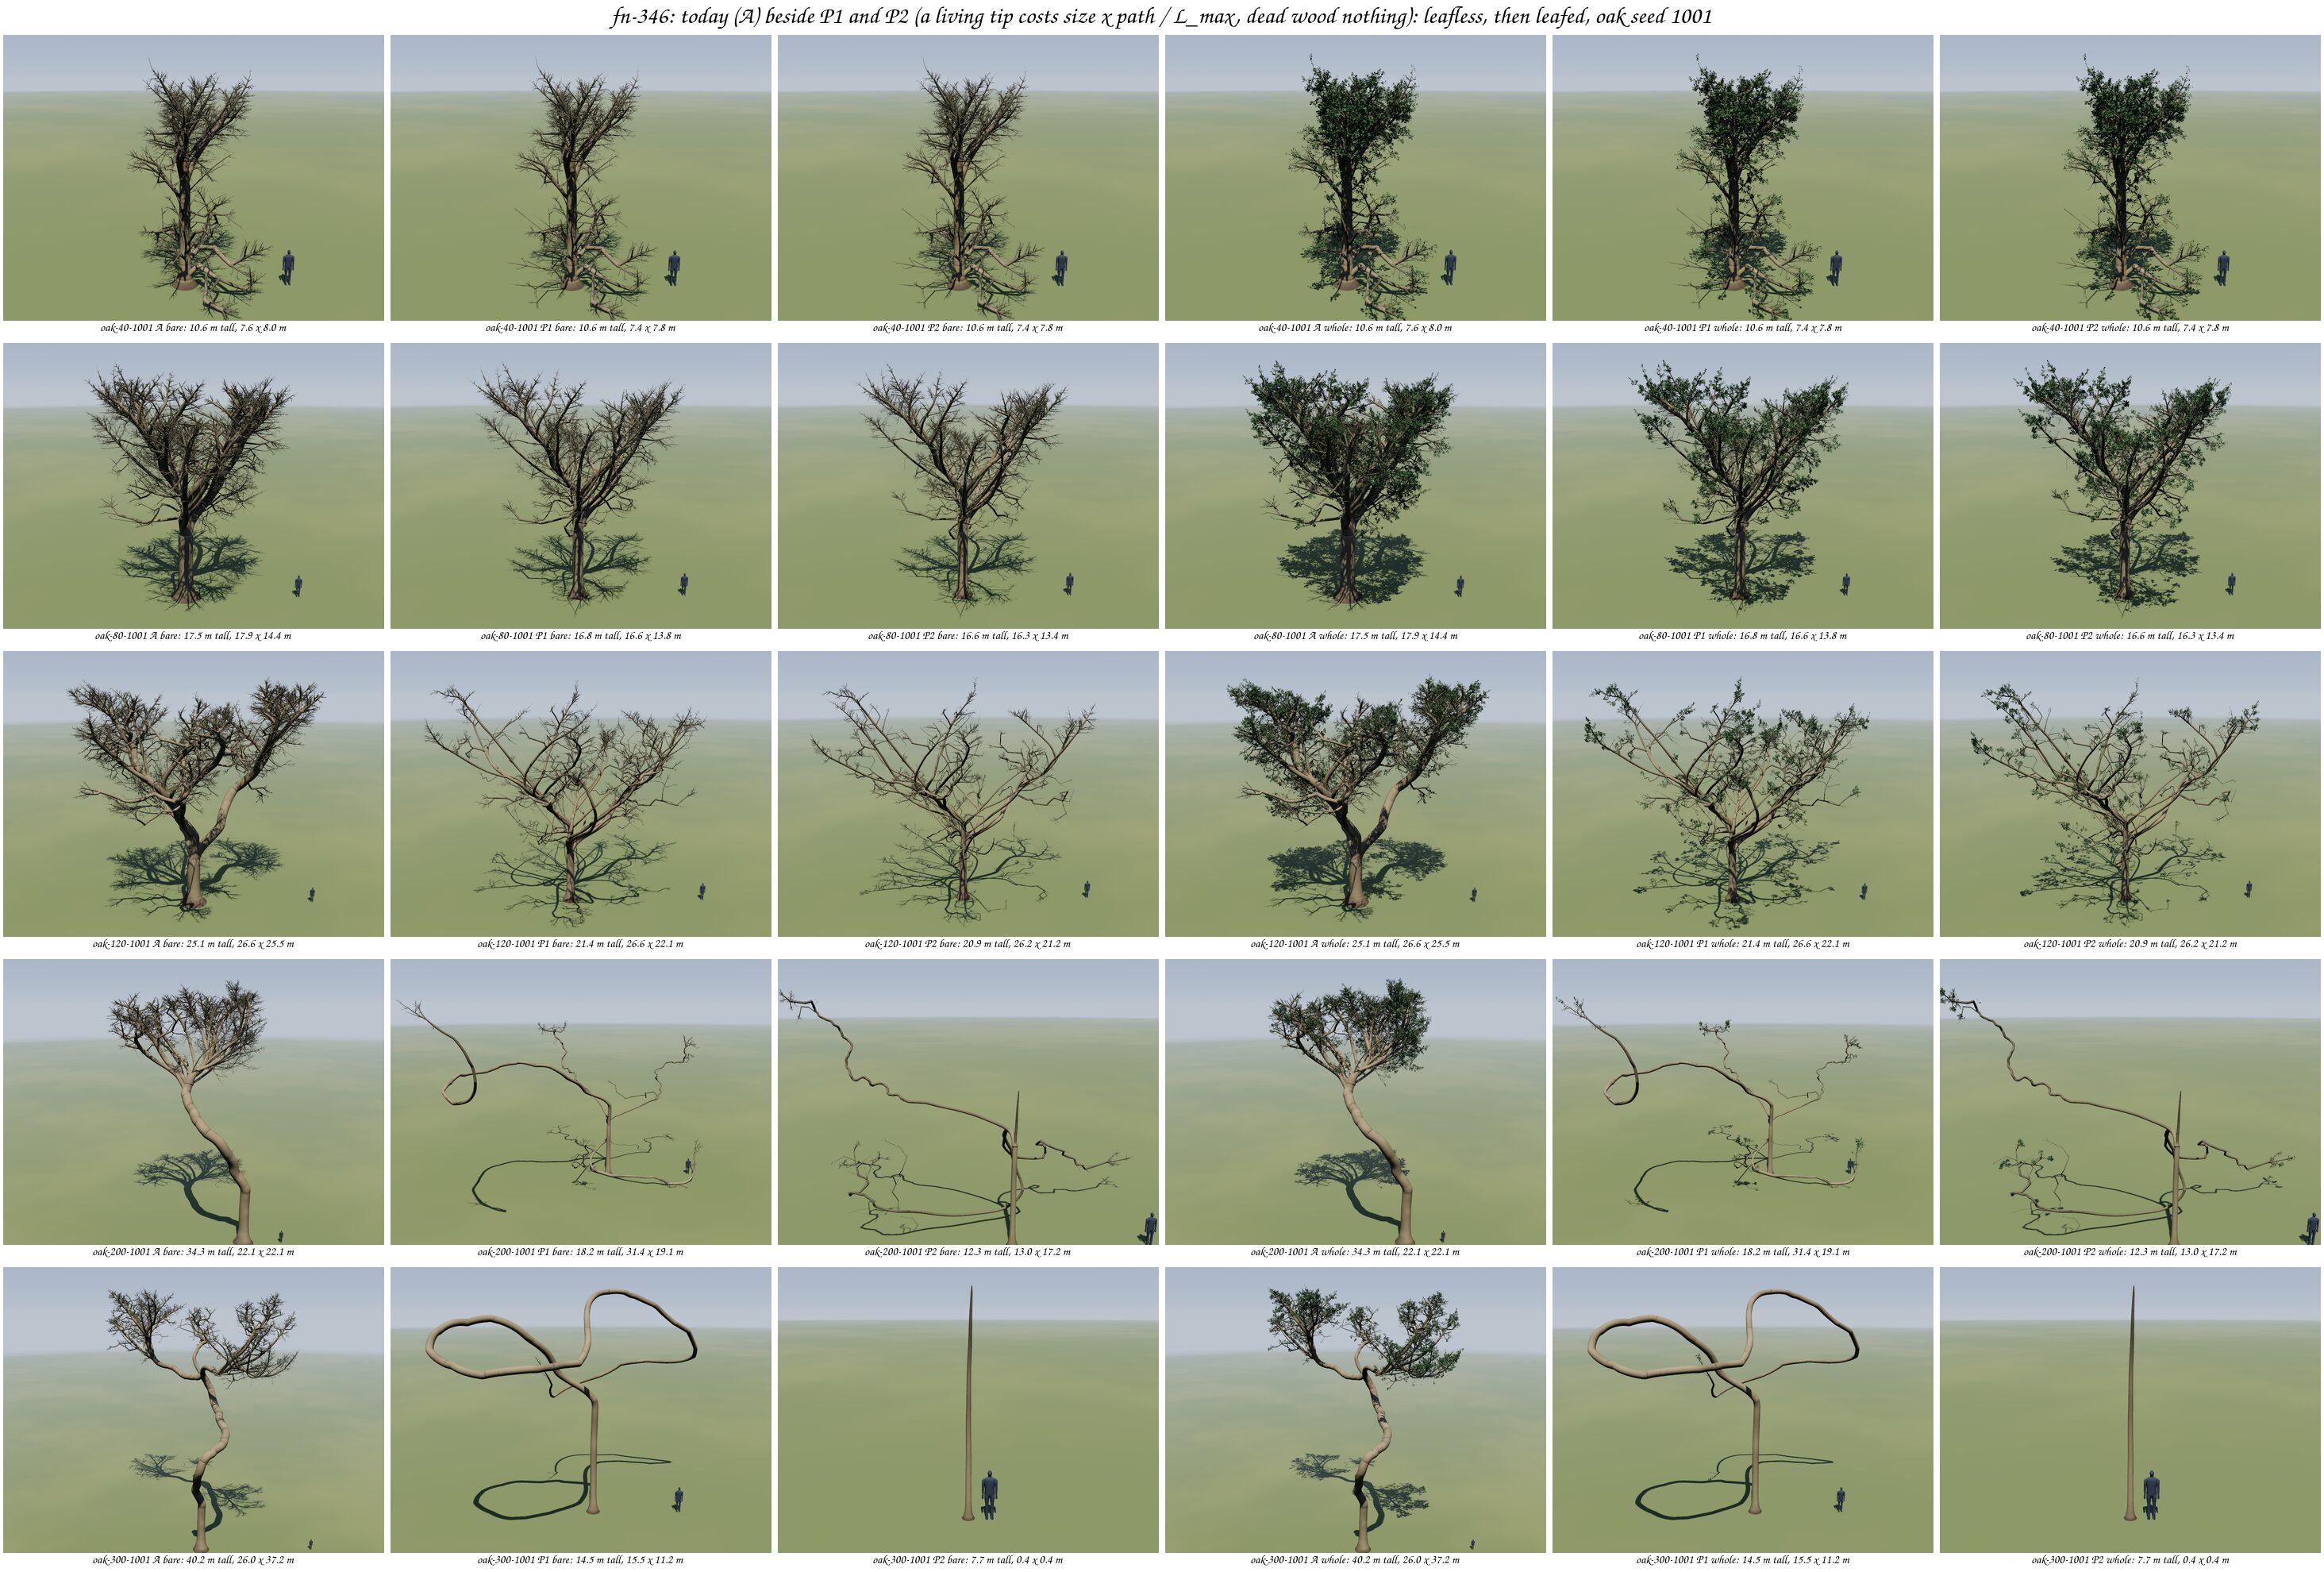 fn-346: today (A) beside P1 and P2 (a living tip costs size x path / L_max, dead wood nothing): leafless, then leafed, oak seed 1001
oak-40-1001 A bare: 10.6 m tall, 7.6 x 8.0 m
oak-40-1001 P1 bare: 10.6 m tall, 7.4 x 7.8 m
oak-40-1001 P2 bare: 10.6 m tall, 7.4 x 7.8 m
oak-40-1001 A whole: 10.6 m tall, 7.6 x 8.0 m
oak-40-1001 P1 whole: 10.6 m tall, 7.4 x 7.8 m
oak-40-1001 P2 whole: 10.6 m tall, 7.4 x 7.8 m
oak-80-1001 A bare: 17.5 m tall, 17.9 x 14.4 m
oak-80-1001 P1 bare: 16.8 m tall, 16.6 x 13.8 m
oak-80-1001 P2 bare: 16.6 m tall, 16.3 x 13.4 m
oak-80-1001 A whole: 17.5 m tall, 17.9 x 14.4 m
oak-80-1001 P1 whole: 16.8 m tall, 16.6 x 13.8 m
oak-80-1001 P2 whole: 16.6 m tall, 16.3 x 13.4 m
oak-120-1001 A bare: 25.1 m tall, 26.6 x 25.5 m
oak-120-1001 P1 bare: 21.4 m tall, 26.6 x 22.1 m
oak-120-1001 P2 bare: 20.9 m tall, 26.2 x 21.2 m
oak-120-1001 A whole: 25.1 m tall, 26.6 x 25.5 m
oak-120-1001 P1 whole: 21.4 m tall, 26.6 x 22.1 m
oak-120-1001 P2 whole: 20.9 m tall, 26.2 x 21.2 m
oak-200-1001 A bare: 34.3 m tall, 22.1 x 22.1 m
oak-200-1001 P1 bare: 18.2 m tall, 31.4 x 19.1 m
oak-200-1001 P2 bare: 12.3 m tall, 13.0 x 17.2 m
oak-200-1001 A whole: 34.3 m tall, 22.1 x 22.1 m
oak-200-1001 P1 whole: 18.2 m tall, 31.4 x 19.1 m
oak-200-1001 P2 whole: 12.3 m tall, 13.0 x 17.2 m
oak-300-1001 A bare: 40.2 m tall, 26.0 x 37.2 m
oak-300-1001 P1 bare: 14.5 m tall, 15.5 x 11.2 m
oak-300-1001 P2 bare: 7.7 m tall, 0.4 x 0.4 m
oak-300-1001 A whole: 40.2 m tall, 26.0 x 37.2 m
oak-300-1001 P1 whole: 14.5 m tall, 15.5 x 11.2 m
oak-300-1001 P2 whole: 7.7 m tall, 0.4 x 0.4 m